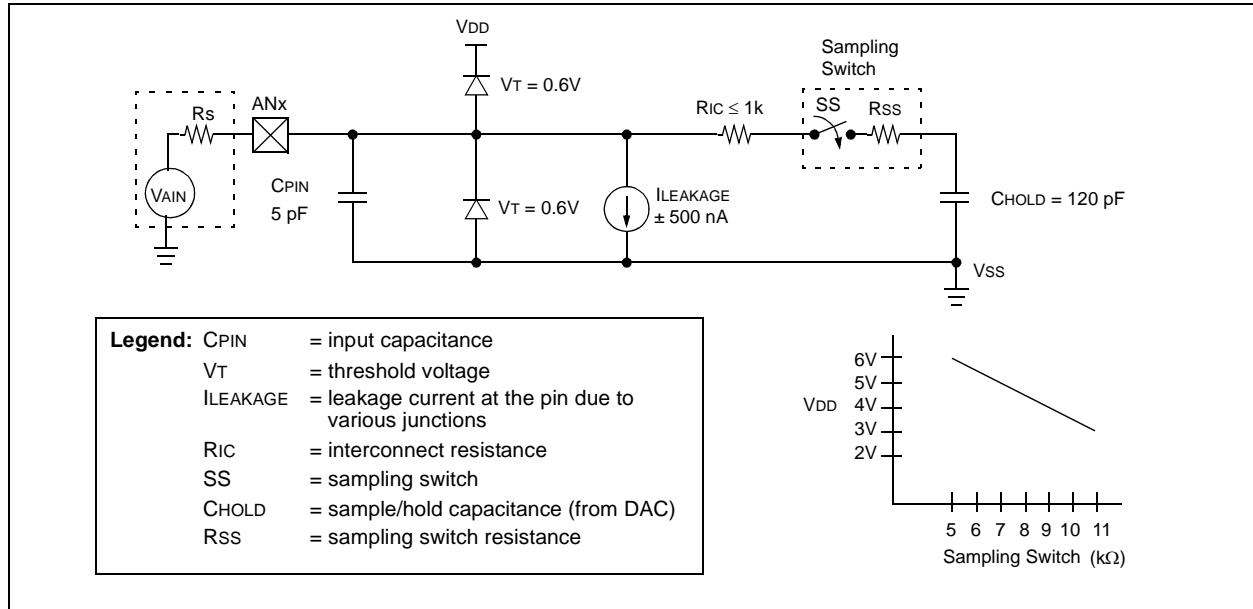 VDD
Sampling
Switch
VT = 0.6V
ANx
Rs
RIC ≤ 1k
SS
RSS
VAIN
CPIN
5 pF
VT = 0.6V
ILEAKAGE
± 500 nA
CHOLD = 120 pF
VSS
Legend: CPIN = input capacitance
VT = threshold voltage
ILEAKAGE = leakage current at the pin due to
various junctions
RIC = interconnect resistance
SS = sampling switch
CHOLD = sample/hold capacitance (from DAC)
RSS = sampling switch resistance
6V
5V
VDD 4V
3V
2V
5 6 7 8 9 10 11
Sampling Switch (kΩ)